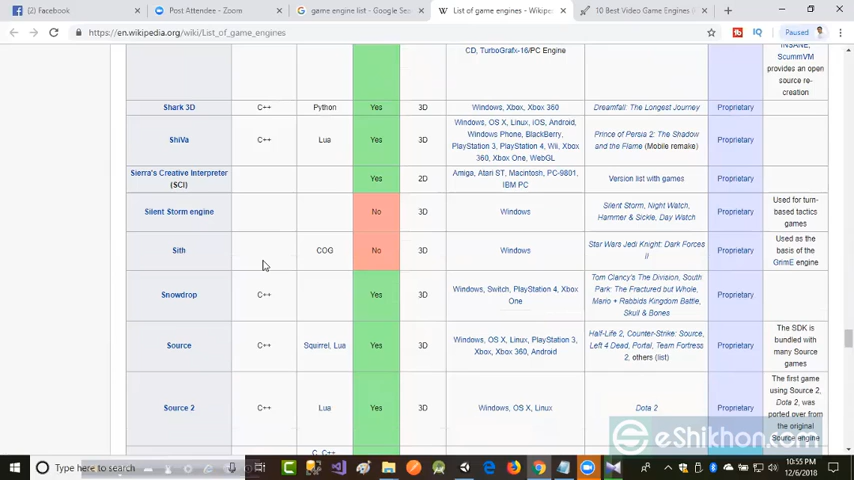 (2) Facebook
Post Attendee - Zoom
game engine list - Google Sea
List of game engines - Wikipe
10 Best Video Game Engines (
https://en.wikipedia.org/wiki/List_of_game_engines
Paused
CD, TurboGrafx-16/PC Engine
INSANE,
ScummVM
provides an open
source re-
creation
Shark 3D C++ Python Yes 3D Windows, Xbox, Xbox 360 Dreamfall: The Longest Journey Proprietary
ShiVa C++ Lua Yes 3D Windows, OS X, Linux, iOS, Android,
Windows Phone, BlackBerry,
PlayStation 3, PlayStation 4, Wii, Xbox
360, Xbox One, WebGL
Prince of Persia 2: The Shadow
and the Flame (Mobile remake)
Proprietary
Sierra's Creative Interpreter
(SCI)
Yes 2D Amiga, Atari ST, Macintosh, PC-9801,
IBM PC
Version list with games Proprietary
Silent Storm engine No 3D Windows Silent Storm, Night Watch,
Hammer & Sickle, Day Watch
Proprietary
Used for turn-
based tactics
games
Sith COG No 3D Windows Star Wars Jedi Knight: Dark Forces
II
Proprietary
Used as the
basis of the
GrimE engine
Snowdrop C++ Yes 3D Windows, Switch, PlayStation 4, Xbox
One
Tom Clancy's The Division, South
Park: The Fractured but Whole,
Mario + Rabbids Kingdom Battle,
Skull & Bones
Proprietary
Source C++ Squirrel, Lua Yes 3D Windows, OS X, Linux, PlayStation 3,
Xbox, Xbox 360, Android
Half-Life 2, Counter-Strike: Source,
Left 4 Dead, Portal, Team Fortress
2, others (list)
Proprietary
The SDK is
bundled with
many Source
games
Source 2 C++ Lua Yes 3D Windows, OS X, Linux Dota 2 Proprietary
The first game
using Source 2,
Dota 2, was
ported over from
the original
Source engine
C, C++
eShikhon.com
Type here to search
10:55 PM
12/6/2018